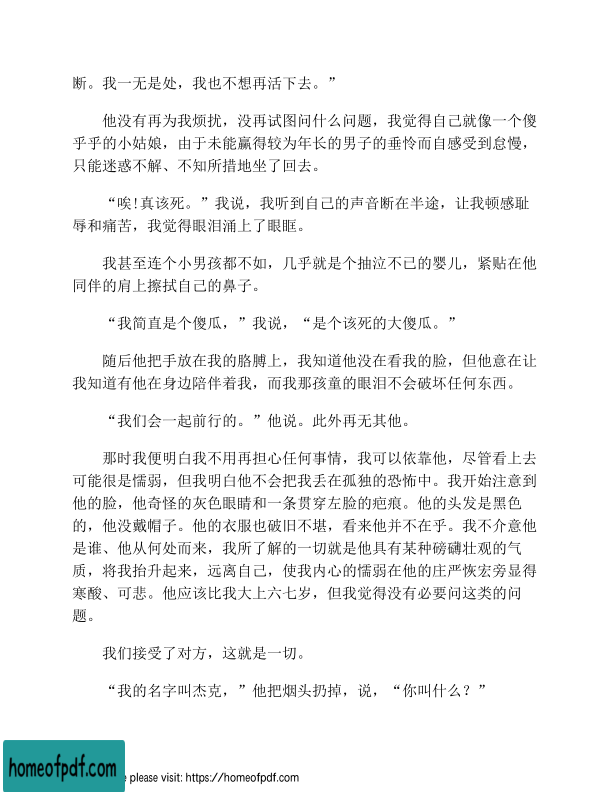 断。我一无是处，我也不想再活下去。”
他没有再为我烦扰，没再试图问什么问题，我觉得自己就像一个傻
乎乎的小姑娘，由于未能赢得较为年长的男子的垂怜而自感受到怠慢，
只能迷惑不解、不知所措地坐了回去。
“唉!真该死。”我说，我听到自己的声音断在半途，让我顿感耻
辱和痛苦，我觉得眼泪涌上了眼眶。
我甚至连个小男孩都不如，几乎就是个抽泣不已的婴儿，紧贴在他
同伴的肩上擦拭自己的鼻子。
“我简直是个傻瓜，”我说，“是个该死的大傻瓜。”
随后他把手放在我的胳膊上，我知道他没在看我的脸，但他意在让
我知道有他在身边陪伴着我，而我那孩童的眼泪不会破坏任何东西。
“我们会一起前行的。”他说。此外再无其他。
那时我便明白我不用再担心任何事情，我可以依靠他，尽管看上去
可能很是懦弱，但我明白他不会把我丢在孤独的恐怖中。我开始注意到
他的脸，他奇怪的灰色眼睛和一条贯穿左脸的疤痕。他的头发是黑色
的，他没戴帽子。他的衣服也破旧不堪，看来他并不在乎。我不介意他
是谁、他从何处而来，我所了解的一切就是他具有某种磅礴壮观的气
质，将我抬升起来，远离自己，使我内心的懦弱在他的庄严恢宏旁显得
寒酸、可悲。他应该比我大上六七岁，但我觉得没有必要问这类的问
题。
我们接受了对方，这就是一切。
“我的名字叫杰克，”他把烟头扔掉，说，“你叫什么？”
homeofpdf.com
e please visit: https://homeofpdf.com